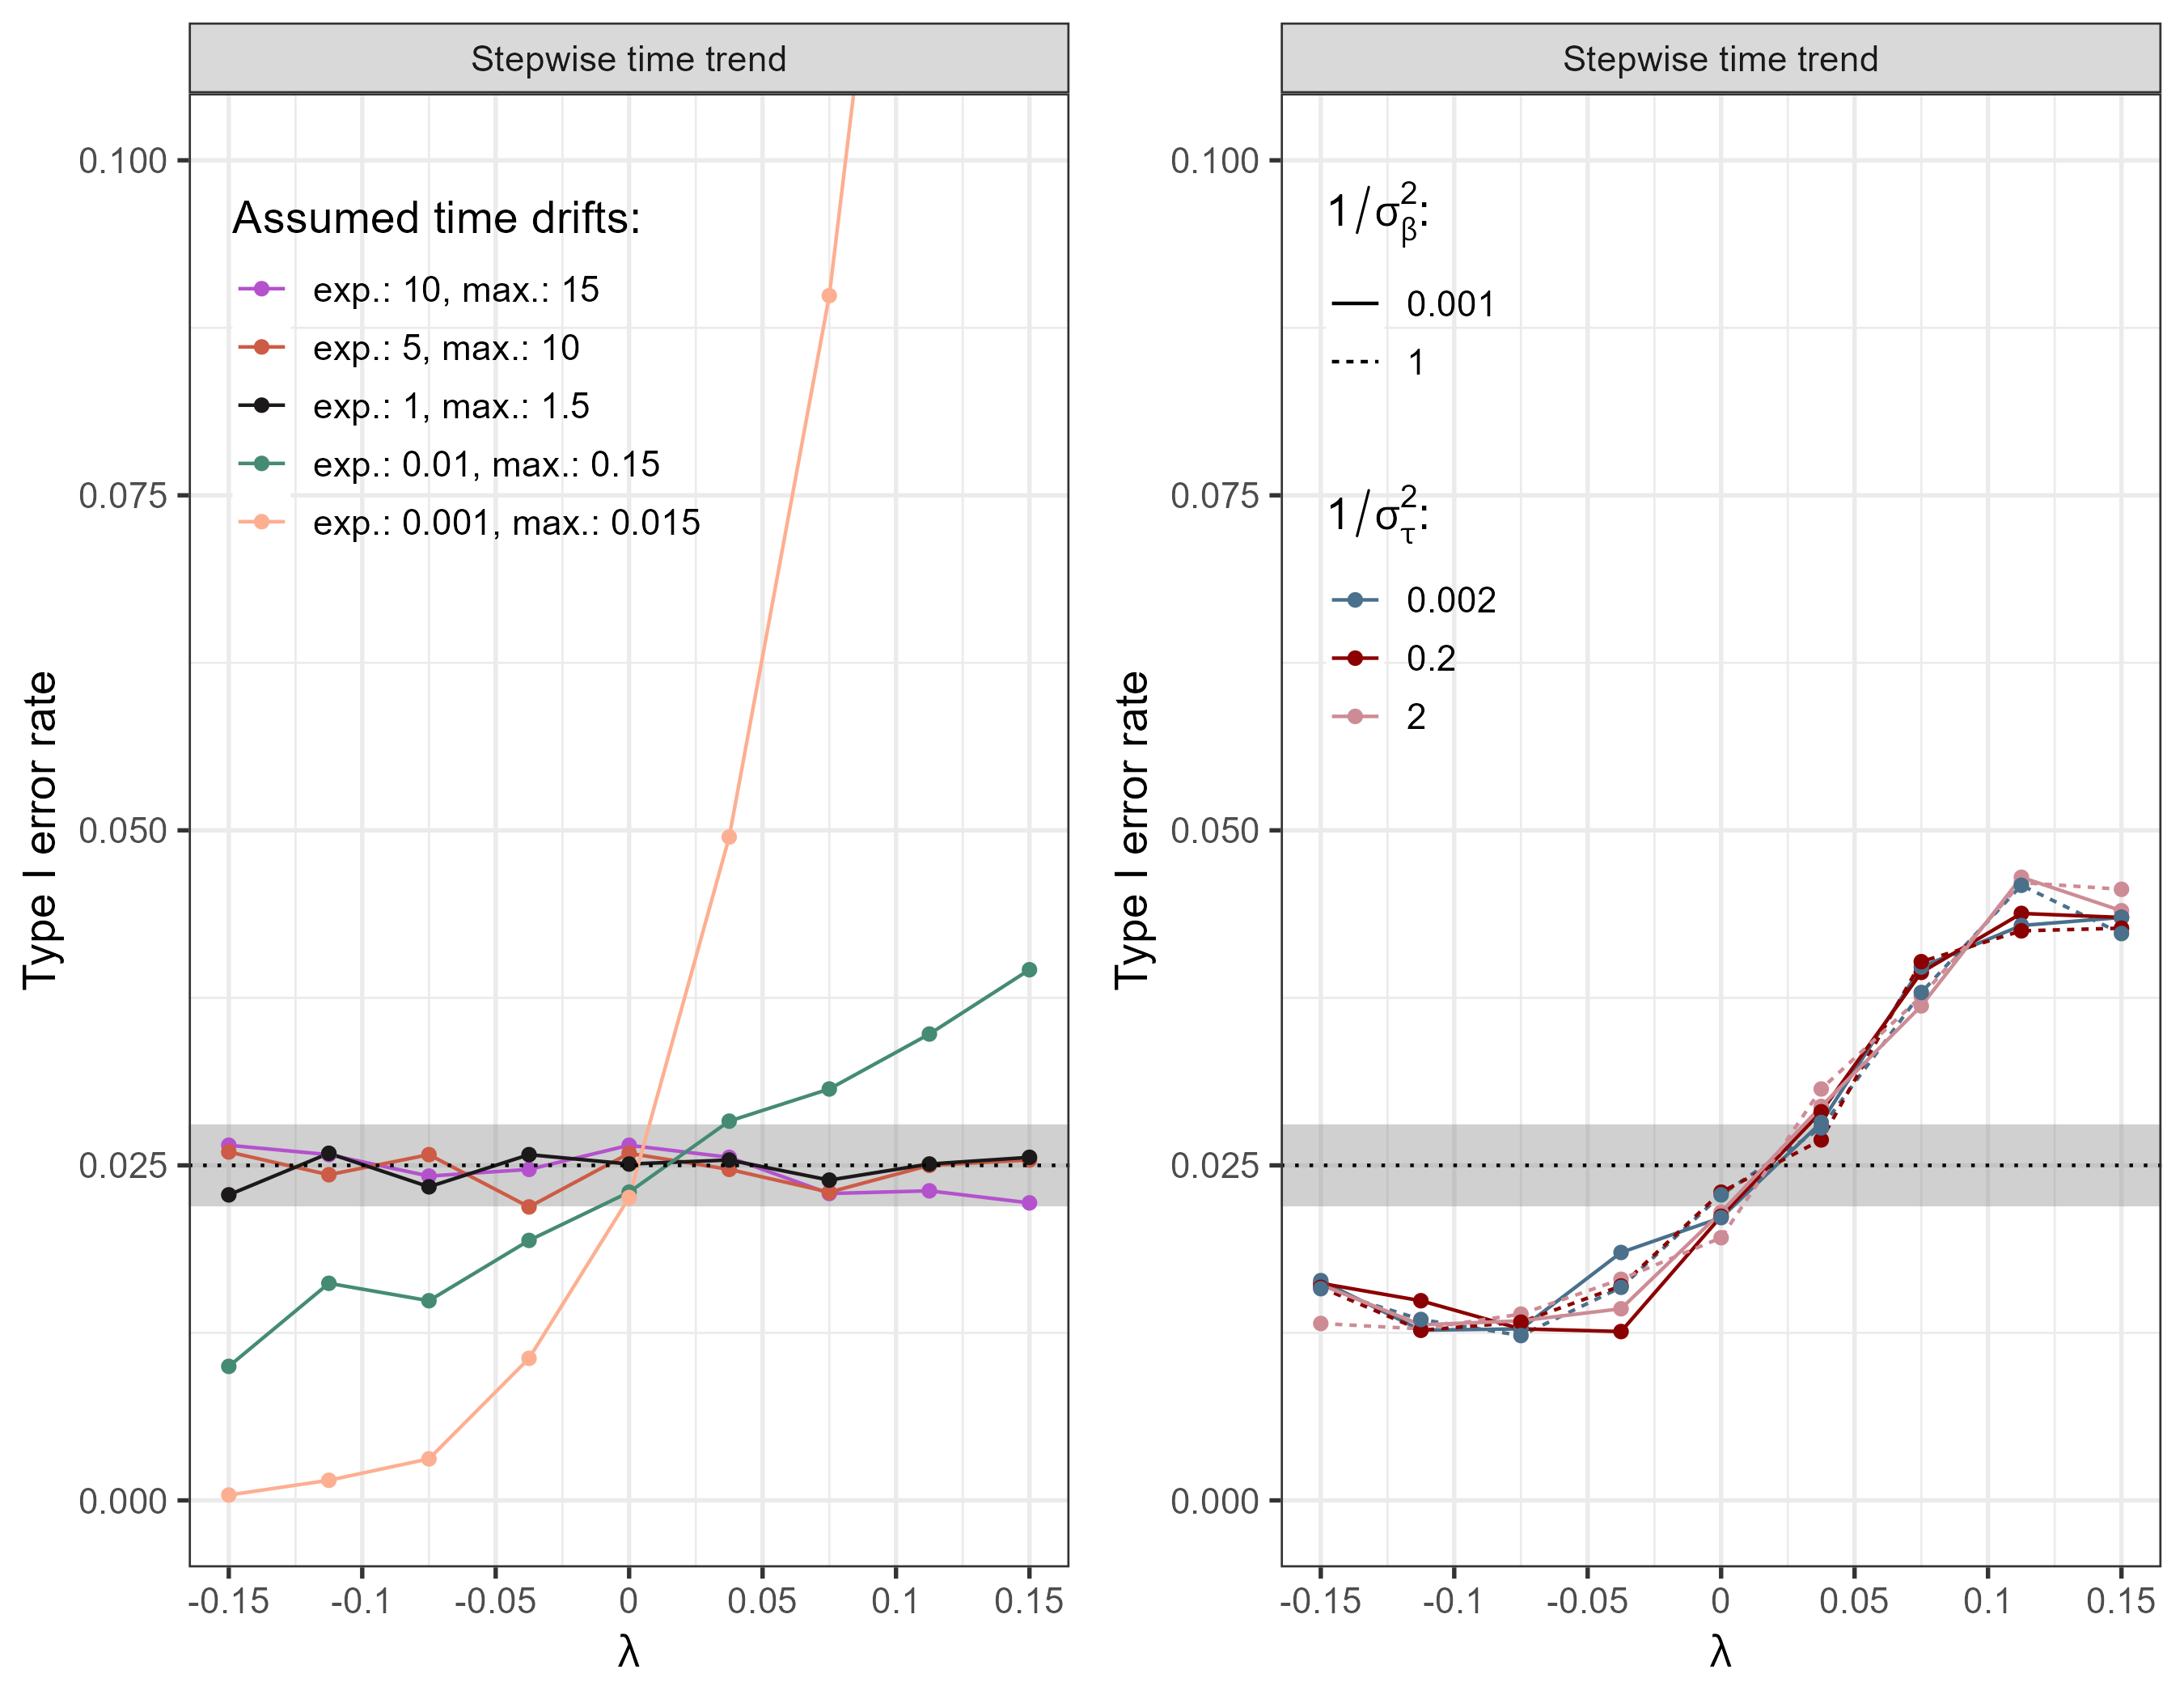 Stepwise time trend
Type I error rate
0.100
0.075
0.050
0.025
0.000
Assumed time drifts:
exp.: 10, max.: 15
exp.: 5, max.: 10
exp.: 1, max.: 1.5
exp.: 0.01, max.: 0.15
exp.: 0.001, max.: 0.015
-0.15 -0.1 -0.05 0 0.05 0.1 0.15
λ
Stepwise time trend
Type I error rate
0.100
0.075
0.050
0.025
0.000
1/σ²β:
0.001
1
1/σ²τ:
0.002
0.2
2
-0.15 -0.1 -0.05 0 0.05 0.1 0.15
λ